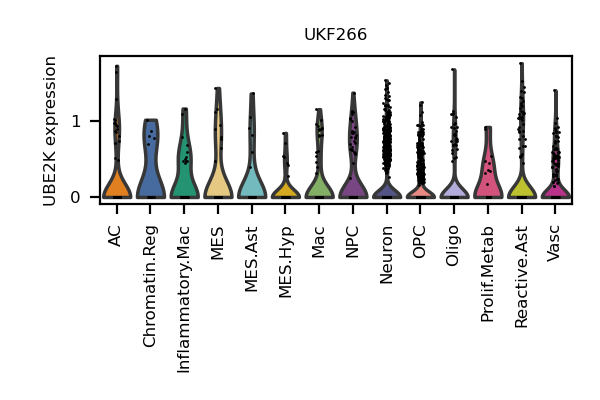 UKF266
UBE2K expression
1
0
AC
Chromatin.Reg
Inflammatory.Mac
MES
MES.Ast
MES.Hyp
Mac
NPC
Neuron
OPC
Oligo
Prolif.Metab
Reactive.Ast
Vasc